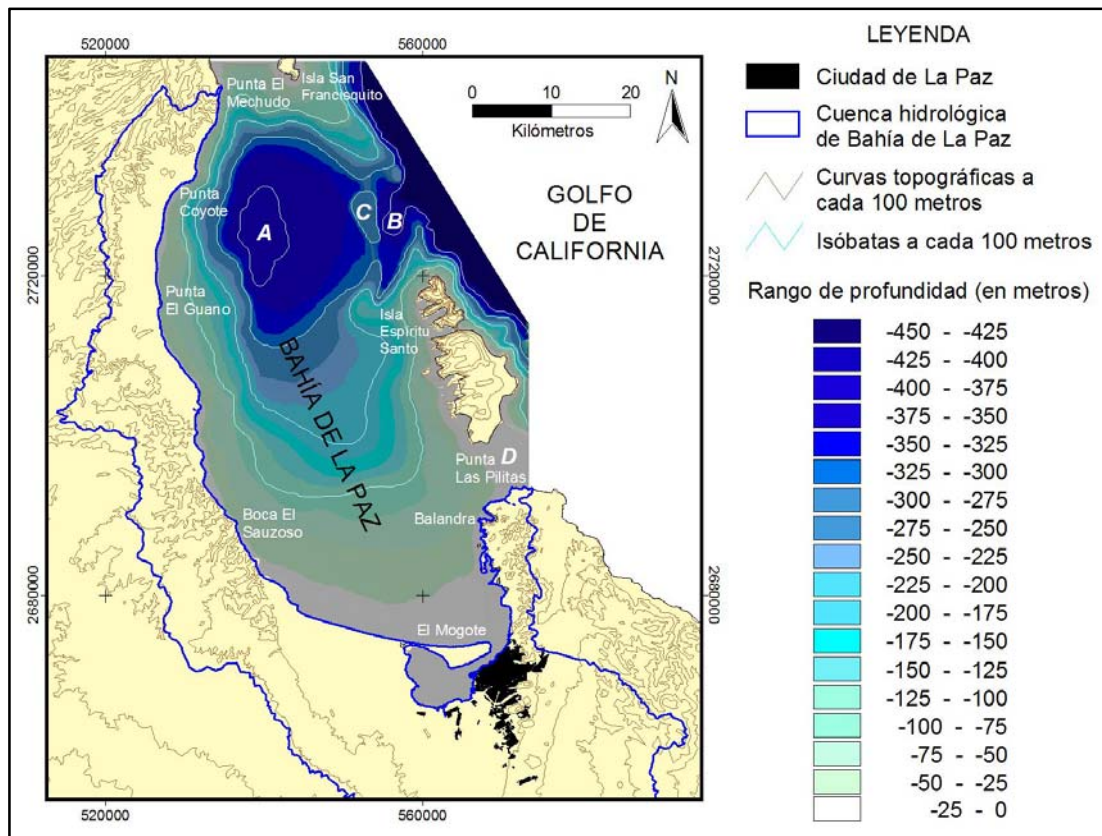 520000
560000
Punta El
Mechudo
Isla San
Francisquito
N
0 10 20
Kilómetros
Punta
Coyote
A
C
B
GOLFO
DE
CALIFORNIA
2720000
2720000
Punta
El Guano
Isla
Espíritu
Santo
BAHÍA DE LA PAZ
Punta
Las Pilitas
D
Boca El
Sauzoso
Balandra
2680000
2680000
El Mogote
520000
560000
LEYENDA
Ciudad de La Paz
Cuenca hidrológica
de Bahía de La Paz
Curvas topográficas a
cada 100 metros
Isóbatas a cada 100 metros
Rango de profundidad (en metros)
-450 - -425
-425 - -400
-400 - -375
-375 - -350
-350 - -325
-325 - -300
-300 - -275
-275 - -250
-250 - -225
-225 - -200
-200 - -175
-175 - -150
-150 - -125
-125 - -100
-100 - -75
-75 - -50
-50 - -25
-25 - 0